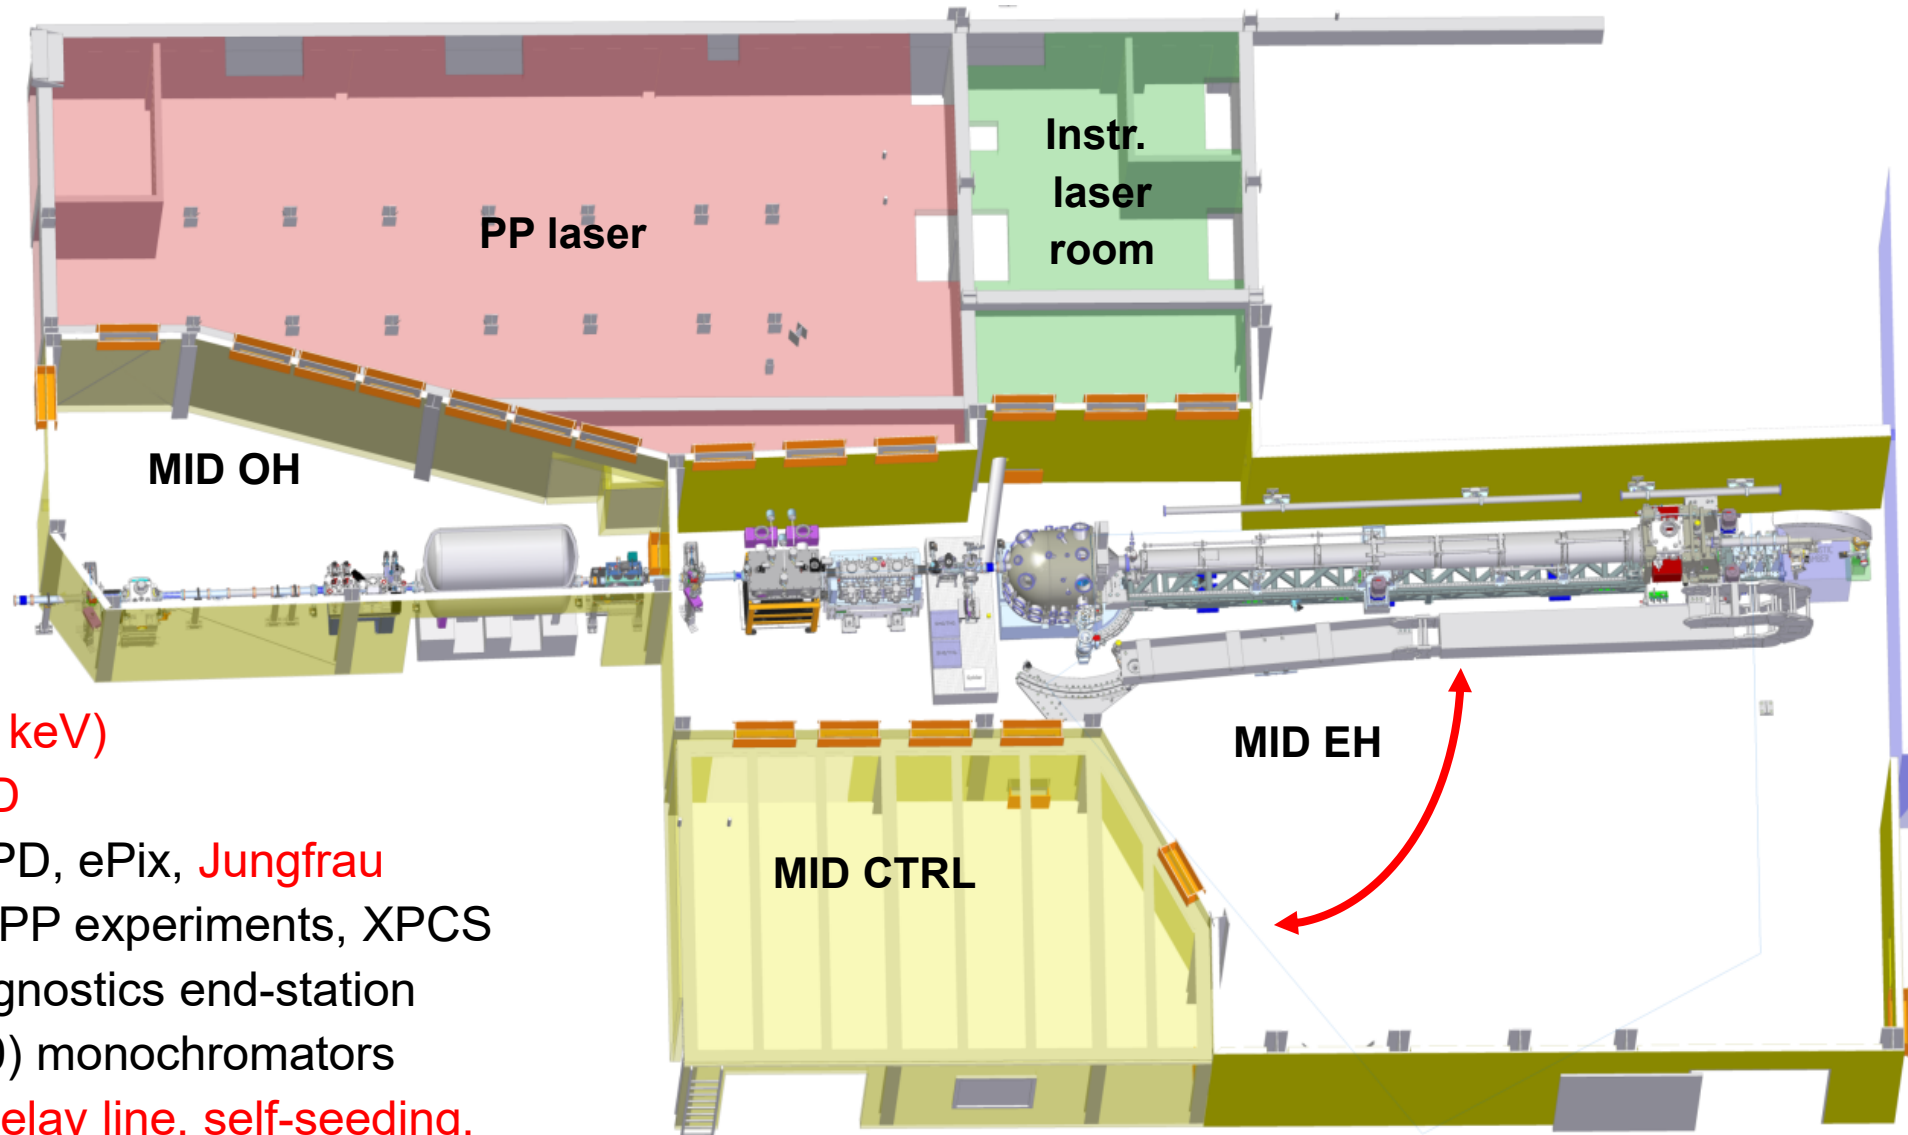 PP laser
Instr.
laser
room
MID OH
MID EH
MID CTRL
keV)
D
PD, ePix, Jungfrau
PP experiments, XPCS
gnostics end-station
0) monochromators
elay line, self-seeding,